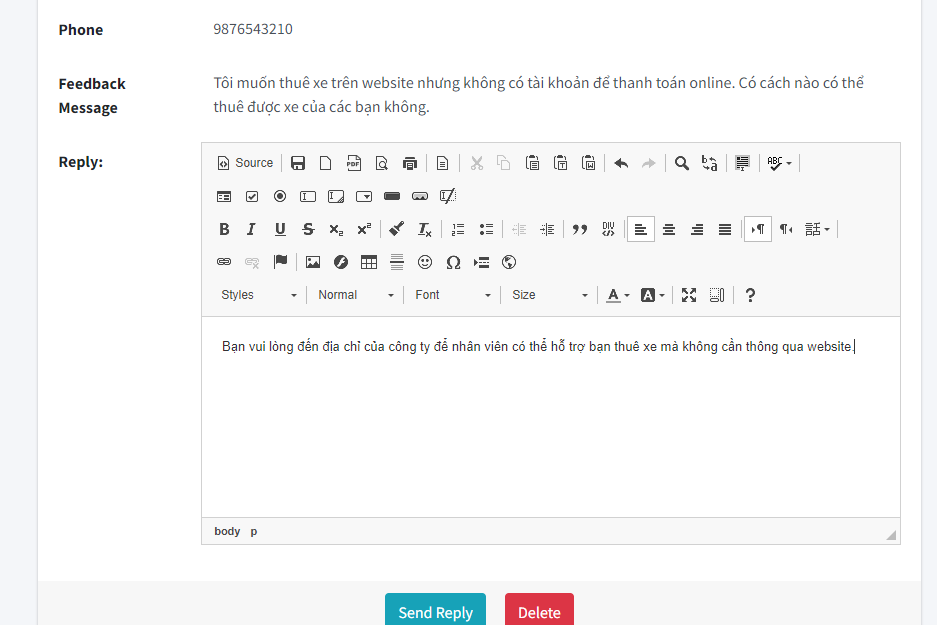 Phone 9876543210
Feedback Message Tôi muốn thuê xe trên website nhưng không có tài khoản để thanh toán online. Có cách nào có thể
thuê được xe của các bạn không.
Reply:
Source
Styles Normal Font Size
Bạn vui lòng đến địa chỉ của công ty để nhân viên có thể hỗ trợ bạn thuê xe mà không cần thông qua website.
body p
Send Reply Delete